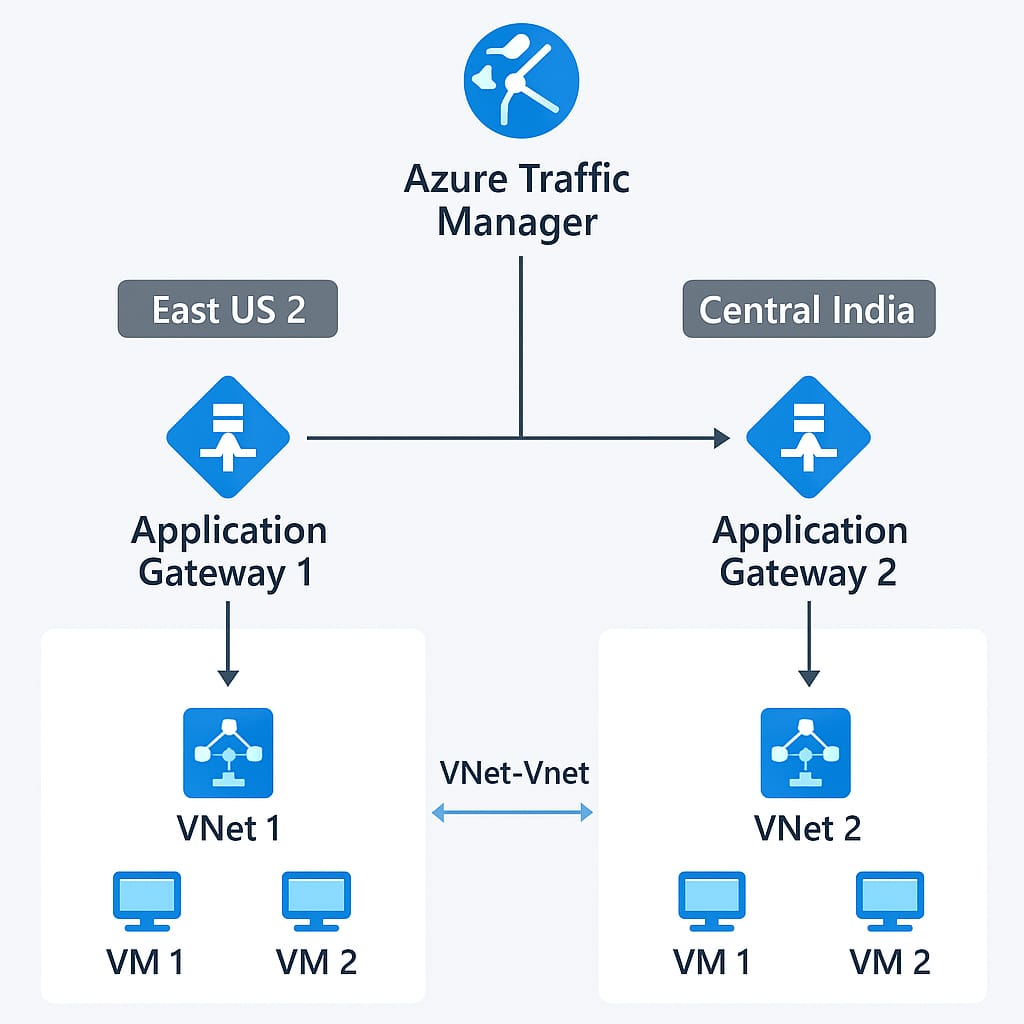 Azure Traffic
Manager
East US 2
Central India
Application
Gateway 1
Application
Gateway 2
VNet-Vnet
VNet 1
VNet 2
VM 1
VM 2
VM 1
VM 2